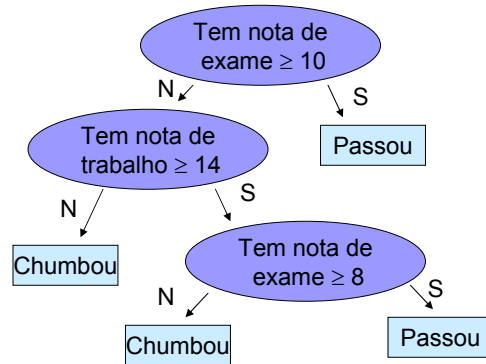 Tem nota de
exame ≥ 10
N
S
Tem nota de
trabalho ≥ 14
Passou
N
S
Chumbou
Tem nota de
exame ≥ 8
N
S
Chumbou
Passou